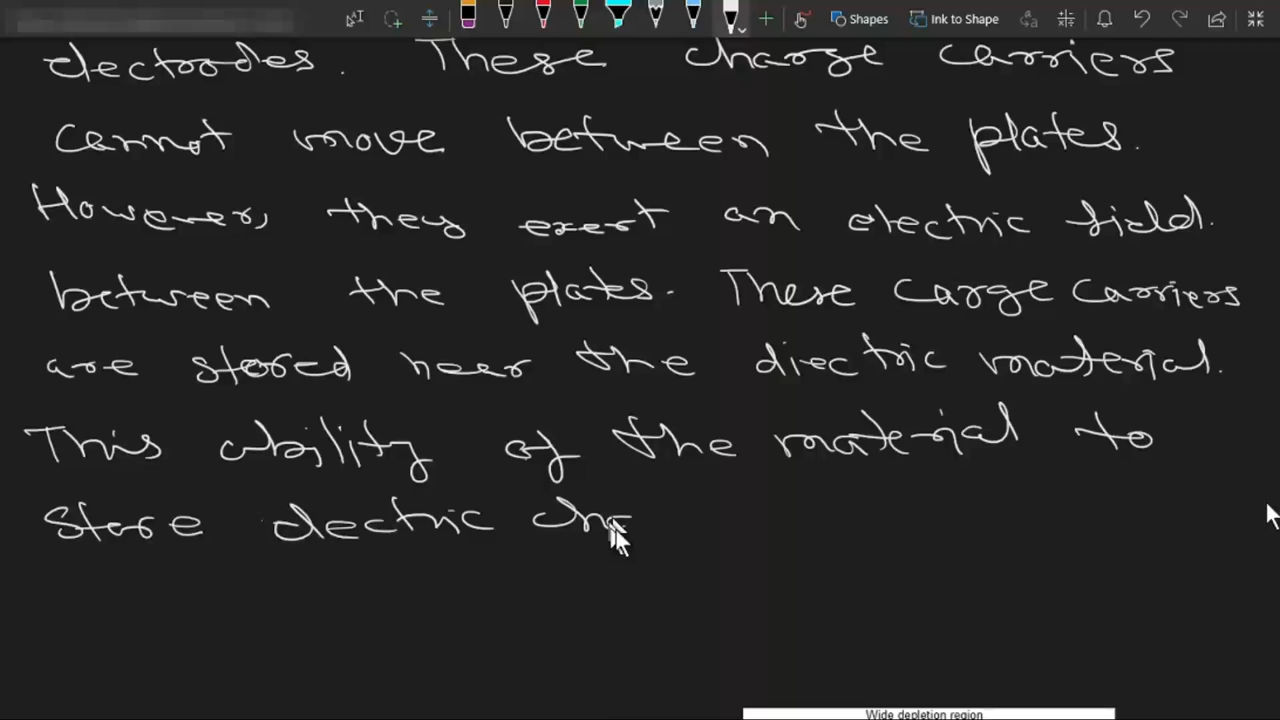 Shapes
Ink to Shape
electrodes. These charge carriers
cannot move between the plates.
However, they exert an electric field.
between the plates. These carge carriers
are stored near the diectric material.
This ability of the material to
store electric cha
Wide depletion region